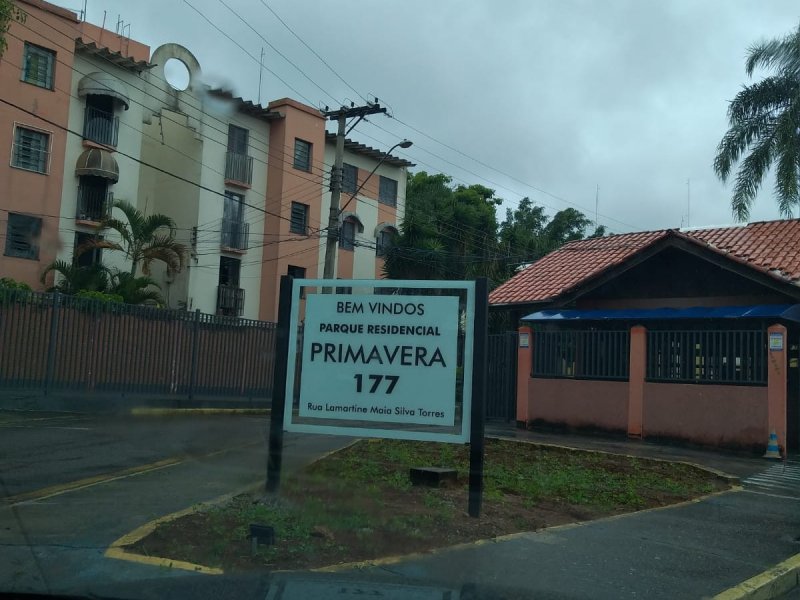 BEM VINDOS
PARQUE RESIDENCIAL
PRIMAVERA
177
Rua Lamartine Maia Silva Torres